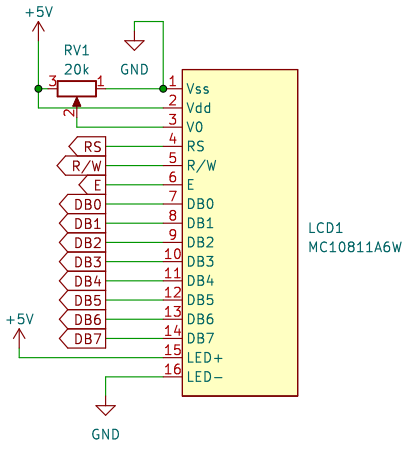 +5V
RV1
20k
GND
3
1
2
1 Vss
2 Vdd
3 V0
RS 4 RS
R/W 5 R/W
E 6 E
DB0 7 DB0
DB1 8 DB1
DB2 9 DB2
DB3 10 DB3
DB4 11 DB4
DB5 12 DB5
DB6 13 DB6
DB7 14 DB7
+5V
15 LED+
16 LED-
GND
LCD1
MC10811A6W